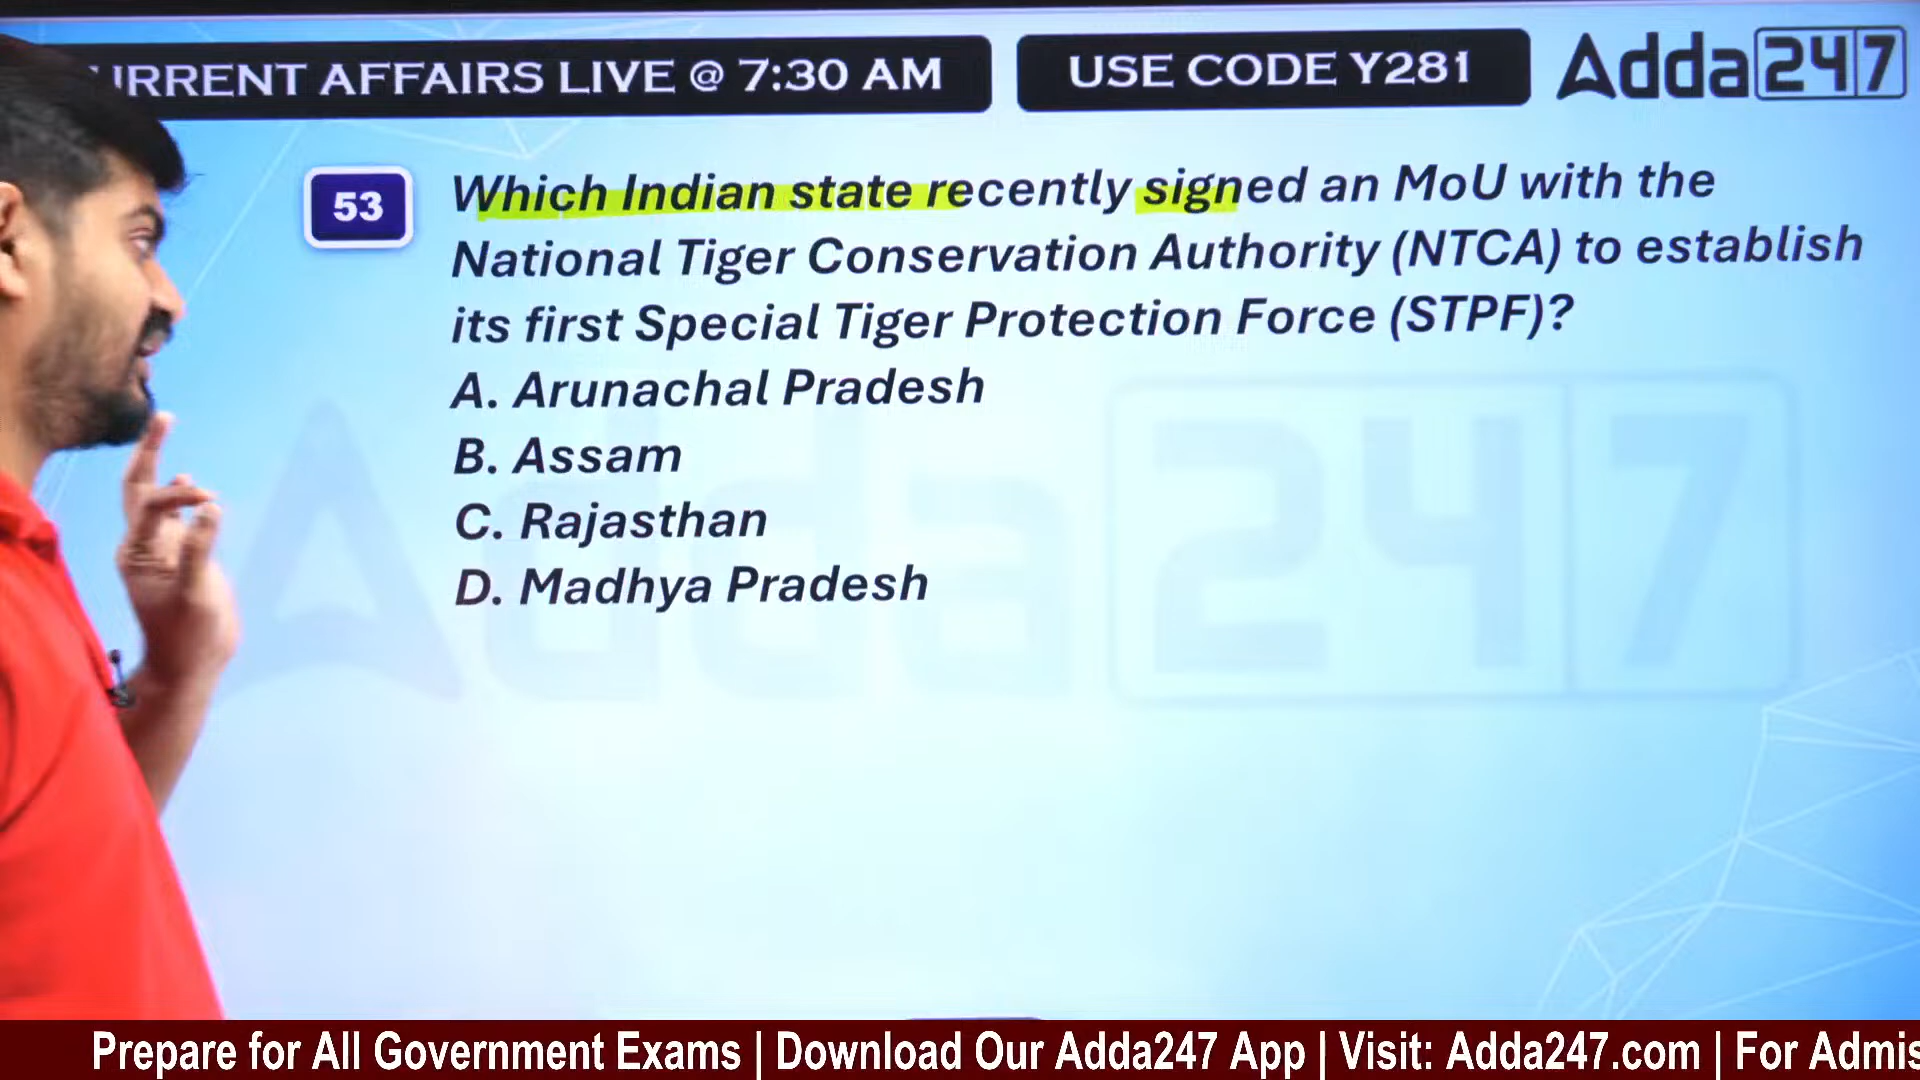 URRENT AFFAIRS LIVE @ 7:30 AM
USE CODE Y281
Adda247
53
Which Indian state recently signed an MoU with the
National Tiger Conservation Authority (NTCA) to establish
its first Special Tiger Protection Force (STPF)?
A. Arunachal Pradesh
B. Assam
C. Rajasthan
D. Madhya Pradesh
Adda247
Prepare for All Government Exams | Download Our Adda247 App | Visit: Adda247.com | For Admis